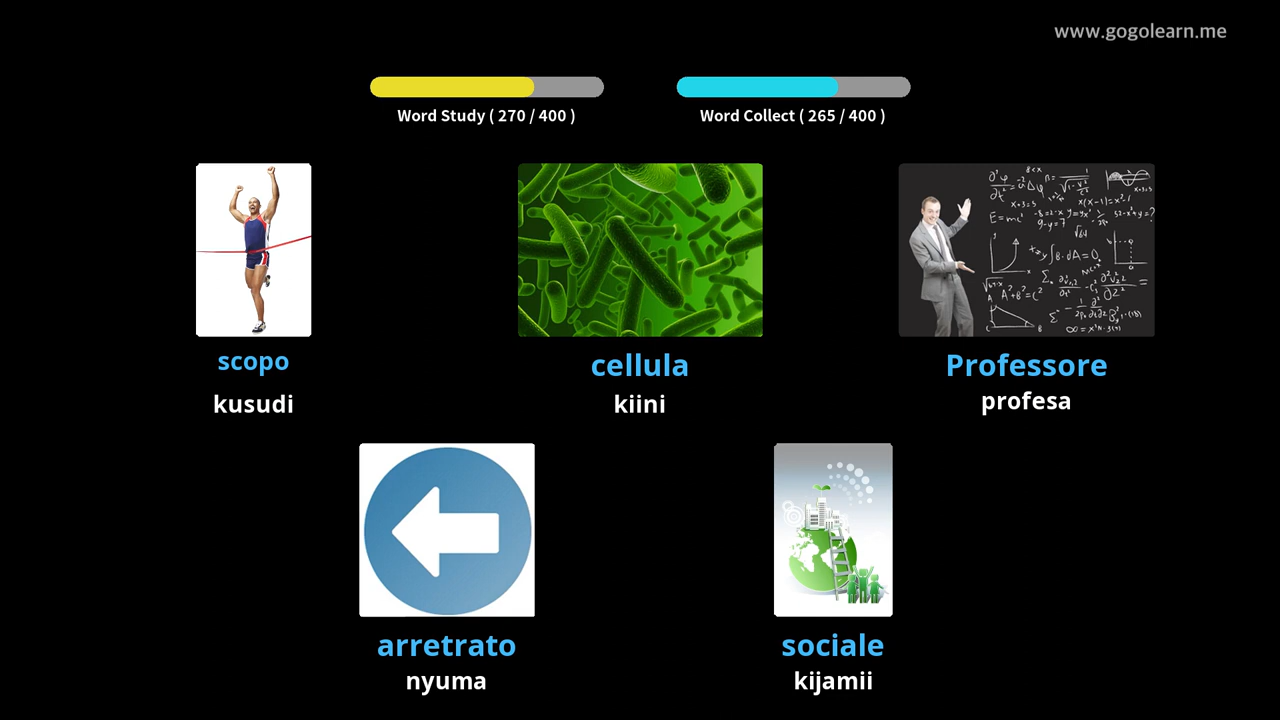 www.gogolearn.me
Word Study ( 270 / 400 )
Word Collect ( 265 / 400 )
scopo
kusudi
cellula
kiini
Professore
profesa
arretrato
nyuma
sociale
kijamii